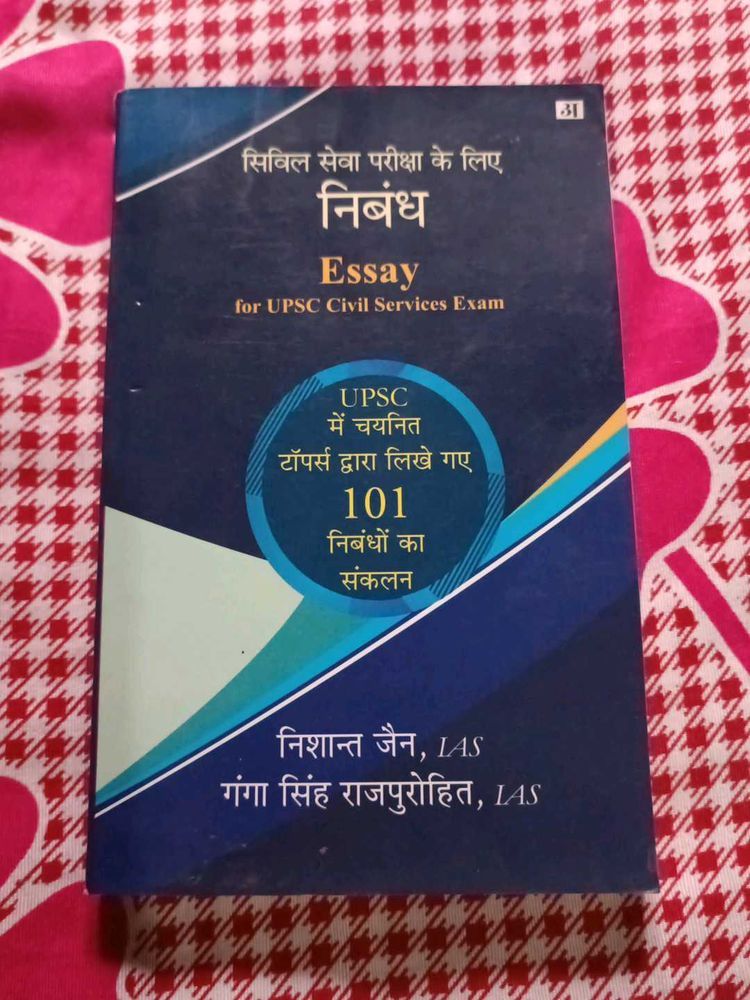 अ
सिविल सेवा परीक्षा के लिए
निबंध
Essay
for UPSC Civil Services Exam
UPSC
में चयनित
टॉपर्स द्वारा लिखे गए
101
निबंधों का
संकलन
निशान्त जैन, IAS
गंगा सिंह राजपुरोहित, IAS